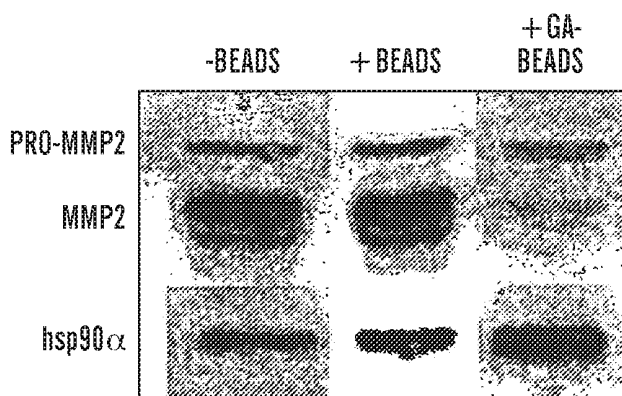 -BEADS
+ BEADS
+ GA-
BEADS
PRO-MMP2
MMP2
hsp90α